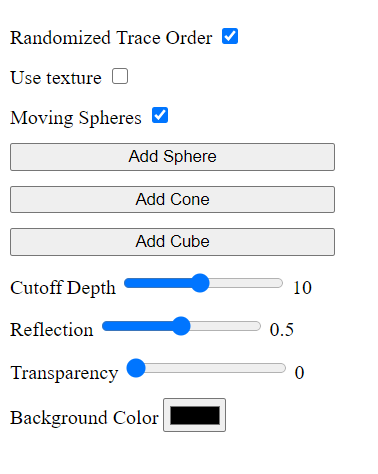 Randomized Trace Order
Use texture
Moving Spheres
Add Sphere
Add Cone
Add Cube
Cutoff Depth 10
Reflection 0.5
Transparency 0
Background Color